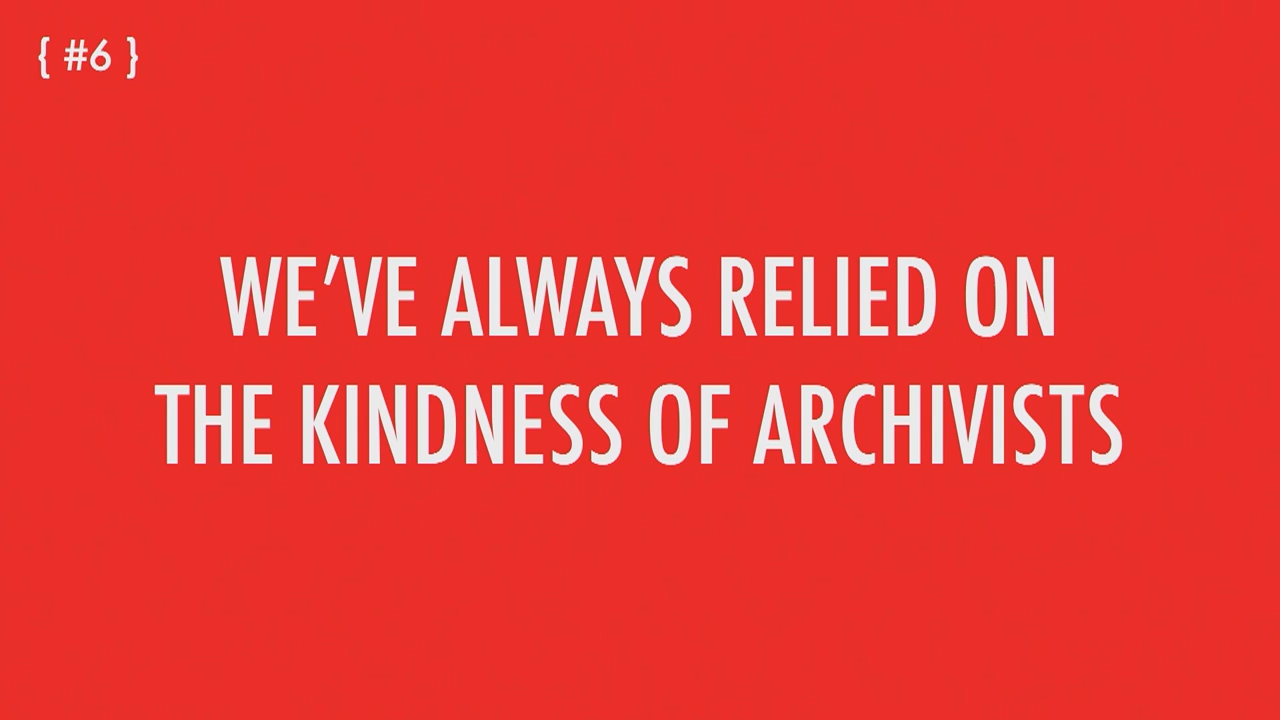 { #6 }
WE’VE ALWAYS RELIED ON
THE KINDNESS OF ARCHIVISTS